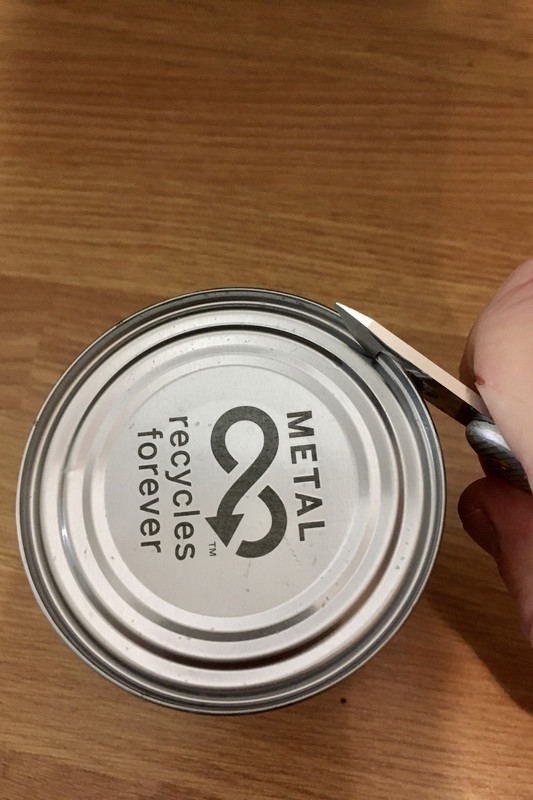 METAL
™
recycles
forever